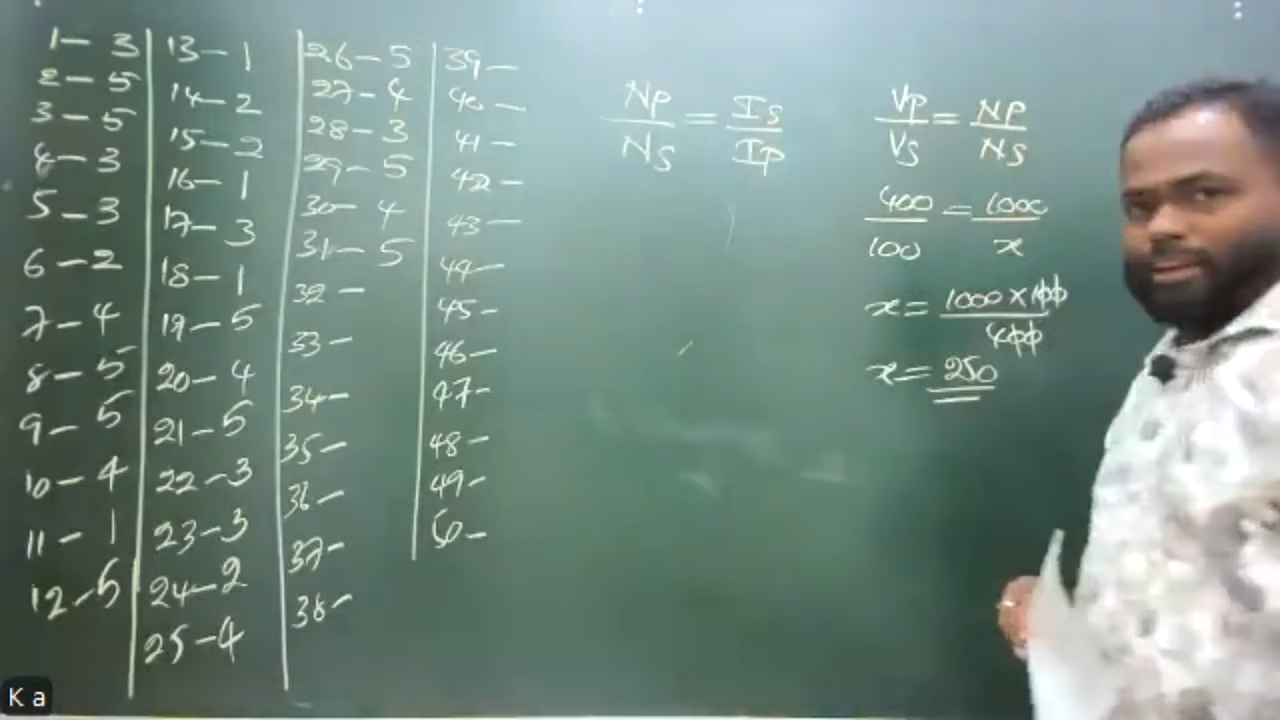 1 - 3
2 - 5
3 - 5
4 - 3
5 - 3
6 - 2
7 - 4
8 - 5
9 - 5
10 - 4
11 - 1
12 - 5
13 - 1
14 - 2
15 - 2
16 - 1
17 - 3
18 - 1
19 - 5
20 - 4
21 - 5
22 - 3
23 - 3
24 - 2
25 - 4
26 - 5
27 - 4
28 - 3
29 - 5
30 - 4
31 - 5
32 -
33 -
34 -
35 -
36 -
37 -
38 -
39 -
40 -
41 -
42 -
43 -
44 -
45 -
46 -
47 -
48 -
49 -
50 -
Np/Ns = Is/Ip
Vp/Vs = Np/Ns
400/100 = 1000/x
x = 1000 × 100/400
x = 250
K a